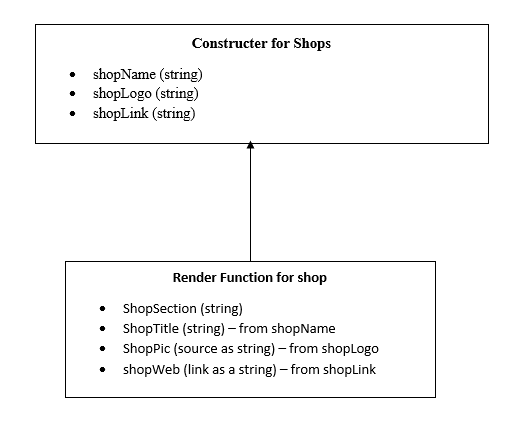 Constructer for Shops
• shopName (string)
• shopLogo (string)
• shopLink (string)
Render Function for shop
• ShopSection (string)
• ShopTitle (string) – from shopName
• ShopPic (source as string) – from shopLogo
• shopWeb (link as a string) – from shopLink